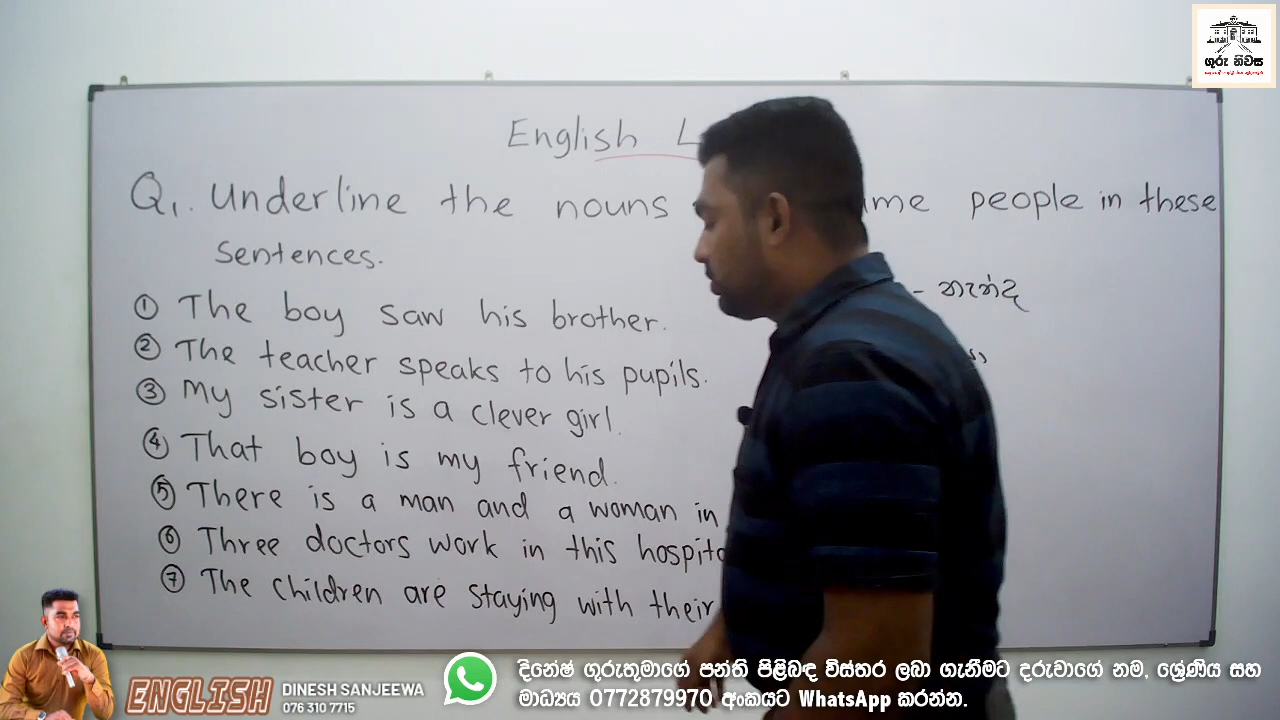 ගුරු නිවස
English L
Q1. Underline the nouns ame people in these
sentences.
- නැන්දා
① The boy saw his brother.
② The teacher speaks to his pupils.
③ My sister is a clever girl.
④ That boy is my friend.
⑤ There is a man and a woman in
⑥ Three doctors work in this hospita
⑦ The children are staying with their
ENGLISH DINESH SANJEEWA
076 310 7715
දිනේෂ් ගුරුතුමාගේ පන්ති පිළිබඳ විස්තර ලබා ගැනීමට දරුවාගේ නම, ශ්‍රේණිය සහ
මාධ්‍යය 0772879970 අංකයට WhatsApp කරන්න.